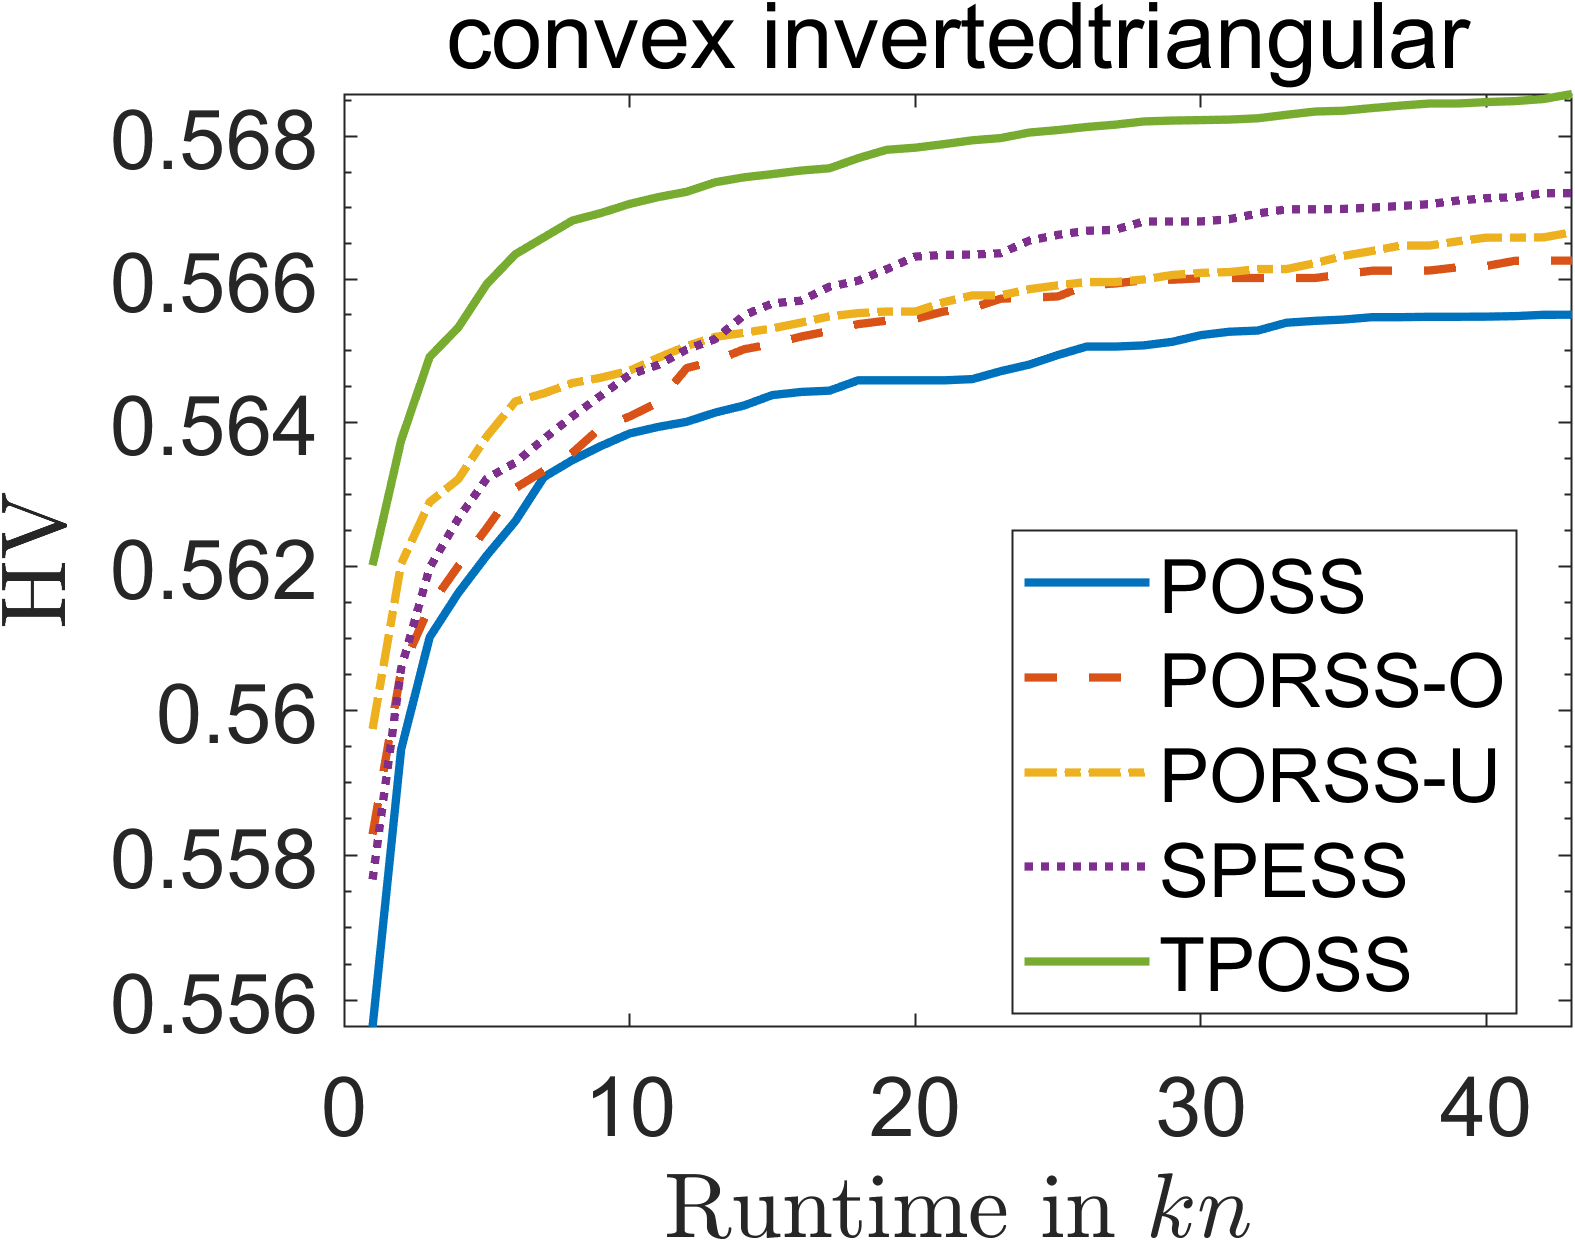 convex invertedtriangular
0.568
0.566
0.564
0.562
0.56
0.558
0.556
HV
POSS
PORSS-O
PORSS-U
SPESS
TPOSS
0 10 20 30 40
Runtime in kn